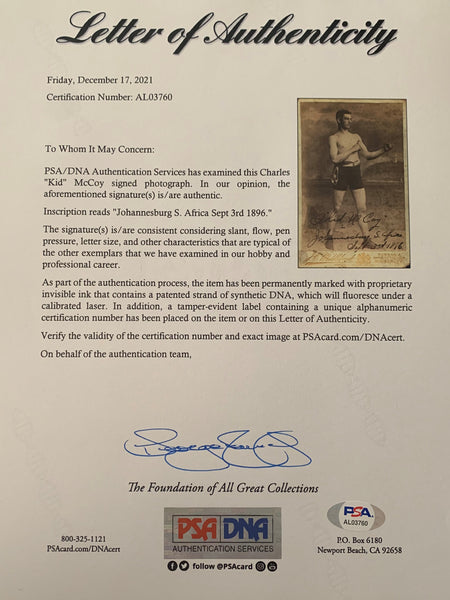 Letter of Authenticity
Friday, December 17, 2021
Certification Number: AL03760
To Whom It May Concern:
PSA/DNA Authentication Services has examined this Charles
"Kid" McCoy signed photograph. In our opinion, the
aforementioned signature(s) is/are authentic.
Inscription reads "Johannesburg S. Africa Sept 3rd 1896."
The signature(s) is/are consistent considering slant, flow, pen
pressure, letter size, and other characteristics that are typical of
the other exemplars that we have examined in our hobby and
professional career.
"Kid McCoy"
Johannesburg S. Africa
Sept 3rd 1896
As part of the authentication process, the item has been permanently marked with proprietary
invisible ink that contains a patented strand of synthetic DNA, which will fluoresce under a
calibrated laser. In addition, a tamper-evident label containing a unique alphanumeric
certification number has been placed on the item or on this Letter of Authenticity.
Verify the validity of the certification number and exact image at PSAcard.com/DNAcert.
On behalf of the authentication team,
The Foundation of All Great Collections
PSA DNA
AUTHENTICATION SERVICES
follow @PSAcard
800-325-1121
PSAcard.com/DNAcert
PSA
AL03760
P.O. Box 6180
Newport Beach, CA 92658